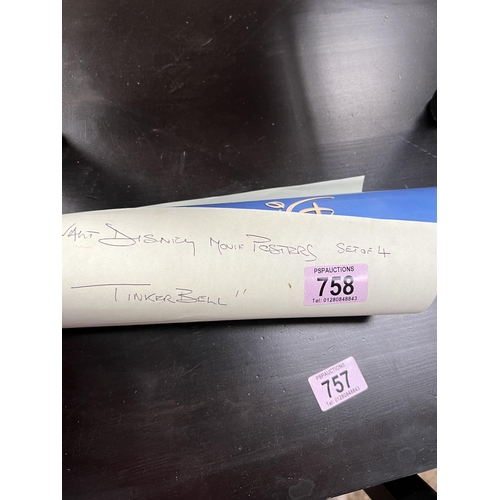 WALT DISNEY MOVIE POSTERS SET OF 4
TINKERBELL"
PSPAUCTIONS
758
Tel: 01280848843
PSPAUCTIONS
757
Tel: 01280848843